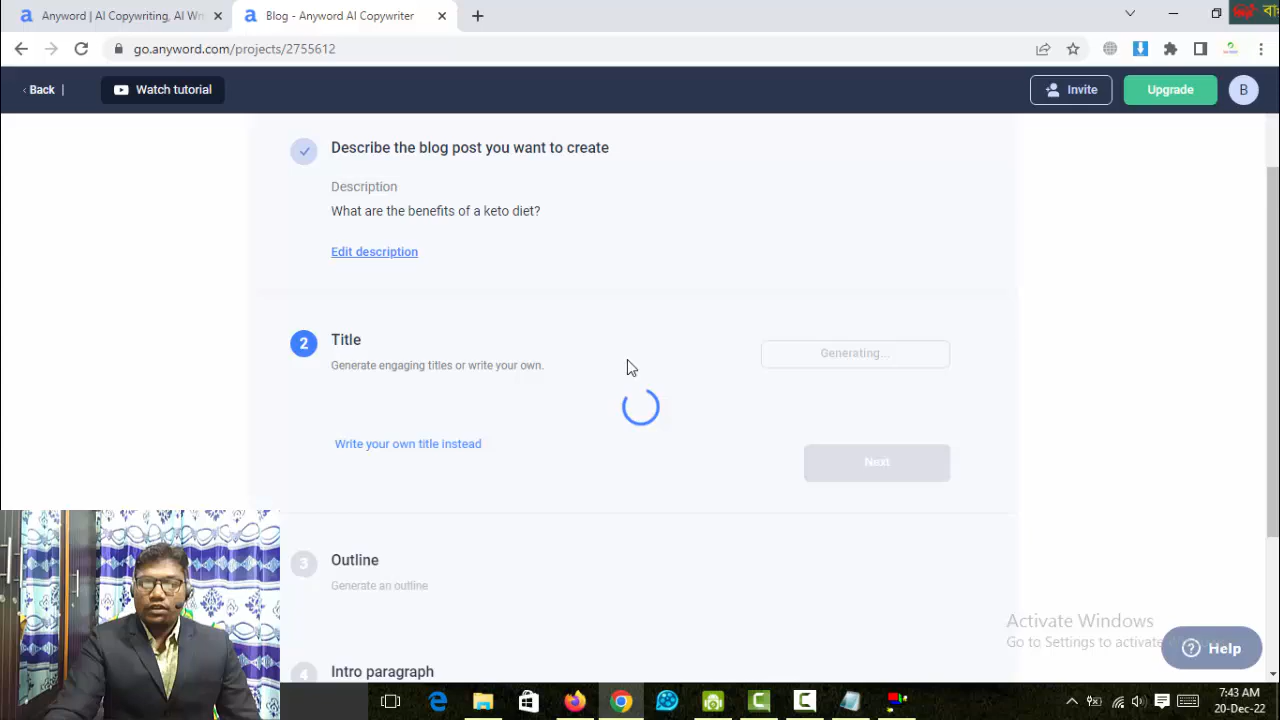 Anyword | AI Copywriting, AI Wr
Blog - Anyword AI Copywriter
বাং
go.anyword.com/projects/2755612
Back |
Watch tutorial
Invite
Upgrade
B
Describe the blog post you want to create
Description
What are the benefits of a keto diet?
Edit description
2
Title
Generate engaging titles or write your own.
Generating...
Write your own title instead
Next
3
Outline
Generate an outline
4
Intro paragraph
Activate Windows
Go to Settings to activate
Help
7:43 AM
20-Dec-22